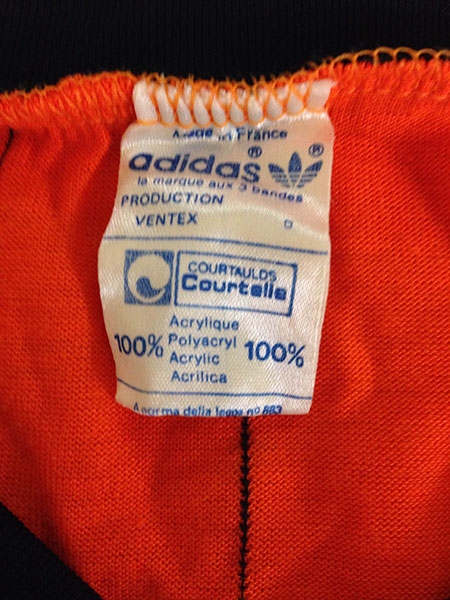 Made in France
adidas®
®
la marque aux 3 bandes
PRODUCTION
VENTEX D
COURTAULDS
Courtelle
Acrylique
100% Polyacryl 100%
Acrylic
Acrilica
A norma della legge nº 883